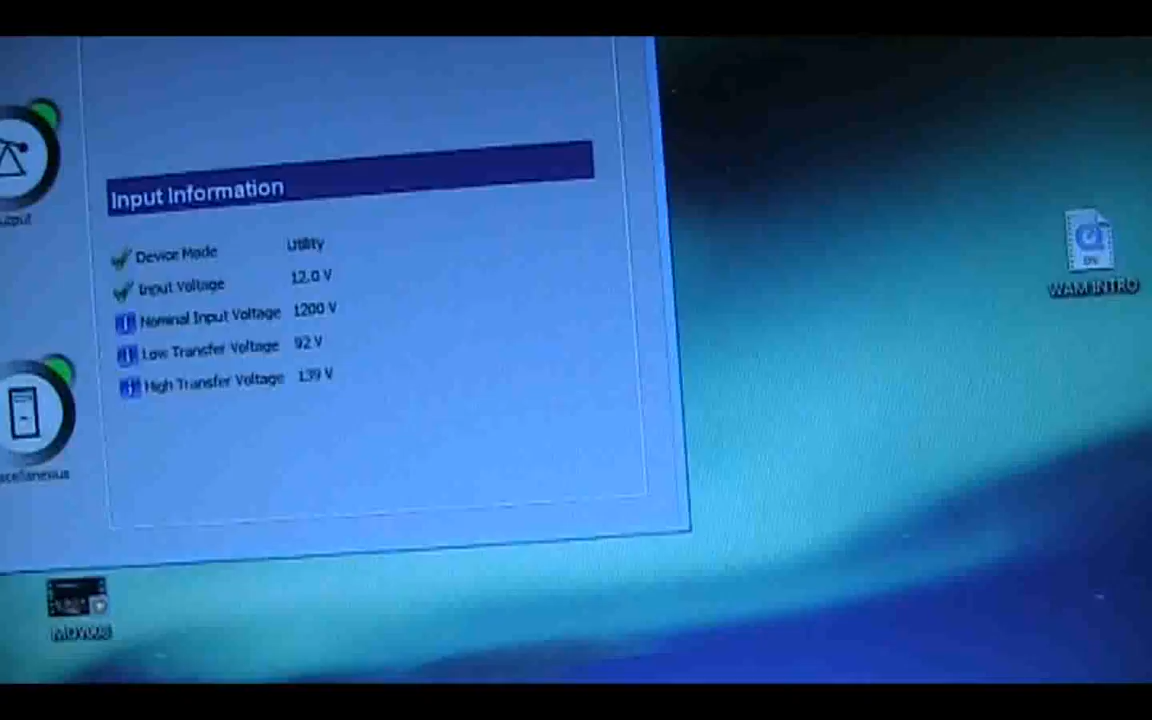 Input Information
Device Mode Utility
Input Voltage 12.0 V
Nominal Input Voltage 1200 V
Low Transfer Voltage 92 V
High Transfer Voltage 139 V
WAM INTRO